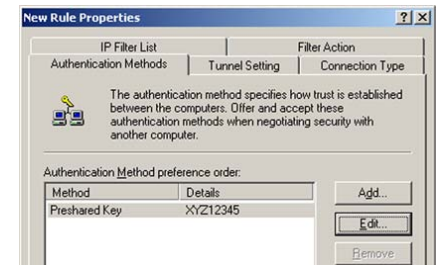 New Rule Properties
IP Filter List Filter Action
Authentication Methods Tunnel Setting Connection Type
The authentication method specifies how trust is established
between the computers. Offer and accept these
authentication methods when negotiating security with
another computer.
Authentication Method preference order:
Method Details
Preshared Key XYZ12345
Add...
Edit...
Remove